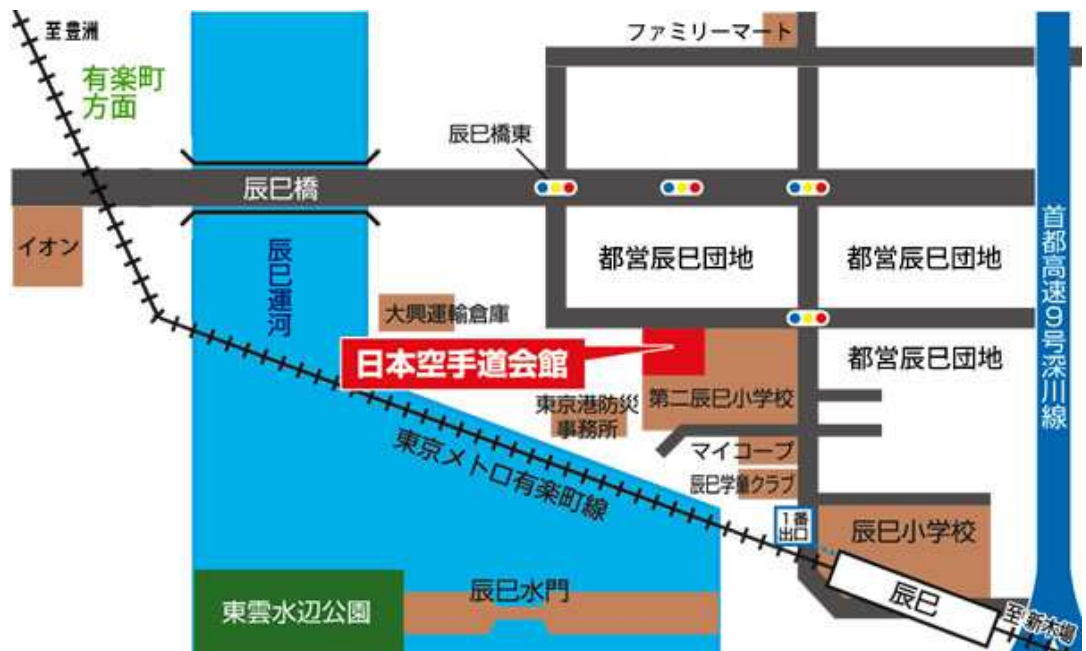 至豊洲
有楽町
方面
ファミリーマート
辰巳橋東
辰巳橋
イオン
辰巳運河
都営辰巳団地
都営辰巳団地
首都高速9号深川線
大興運輸倉庫
日本空手道会館
都営辰巳団地
東京港防災
事務所
第二辰巳小学校
東京メトロ有楽町線
マイコープ
辰巳学童クラブ
1番
出口
辰巳小学校
東雲水辺公園
辰巳水門
辰巳
至新木場